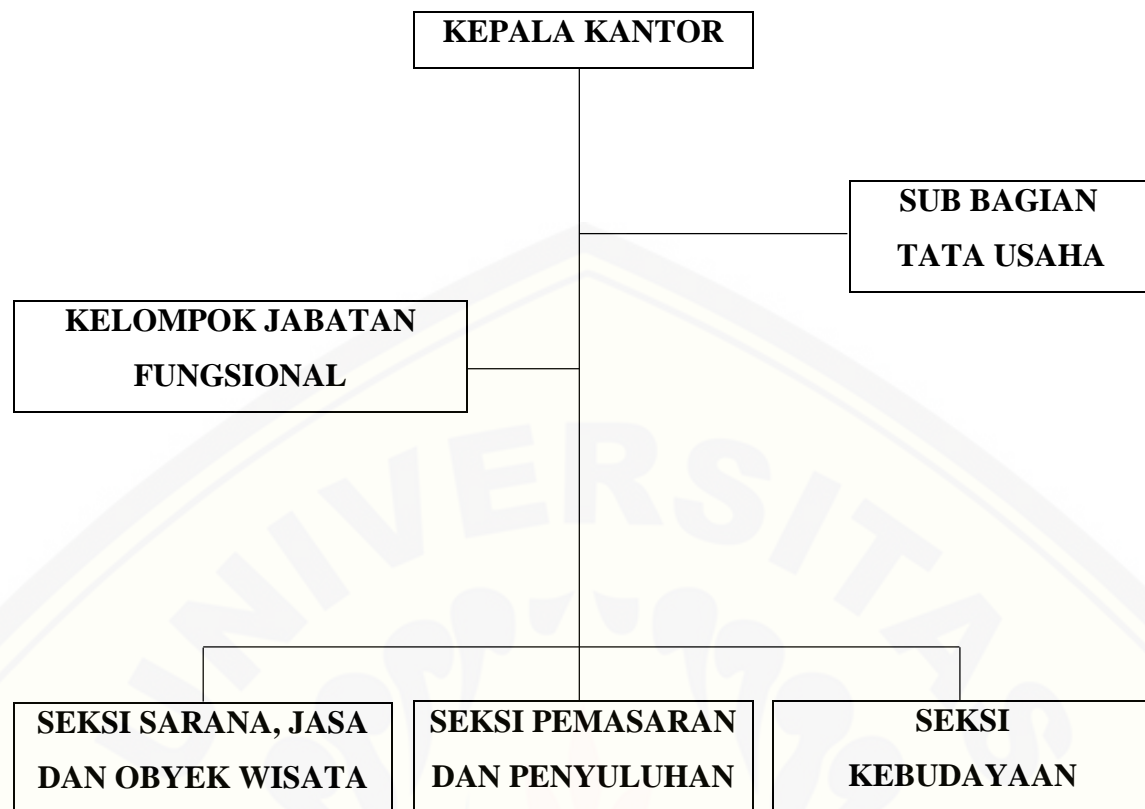 KEPALA KANTOR
SUB BAGIAN
TATA USAHA
KELOMPOK JABATAN
FUNGSIONAL
UNIVERSITAS
SEKSI SARANA, JASA
DAN OBYEK WISATA
SEKSI PEMASARAN
DAN PENYULUHAN
SEKSI
KEBUDAYAAN